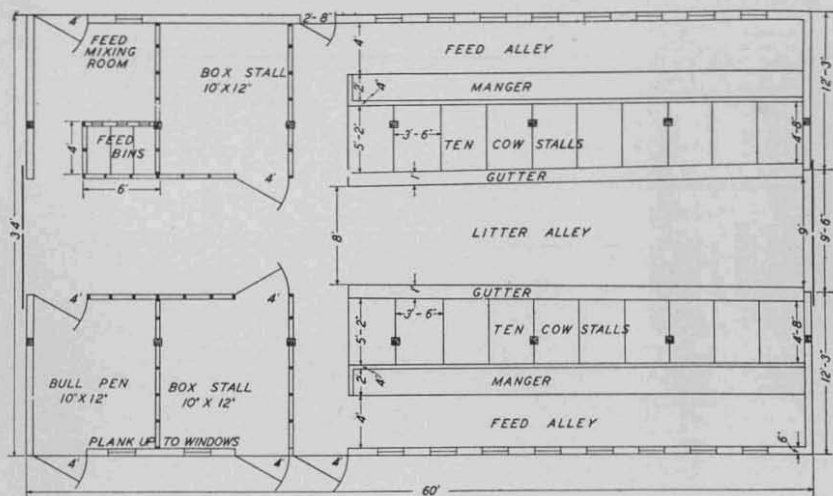 4'
2'-8"
FEED
MIXING
ROOM
BOX STALL
10' X 12"
4'
FEED ALLEY
2'
4"
MANGER
12'-3"
4'
FEED
BINS
6'
4'
5'-2"
3'-6"
TEN COW STALLS
4'-8"
1'
GUTTER
34'
8'
LITTER ALLEY
9'
9'-6"
4'
4'
1'
GUTTER
5'-2"
3'-6"
TEN COW STALLS
4'-8"
BULL PEN
10' X 12"
BOX STALL
10" X 12"
2'
4"
MANGER
12'-3"
4'
FEED ALLEY
PLANK UP TO WINDOWS
6"
4'
4'
4'
60'